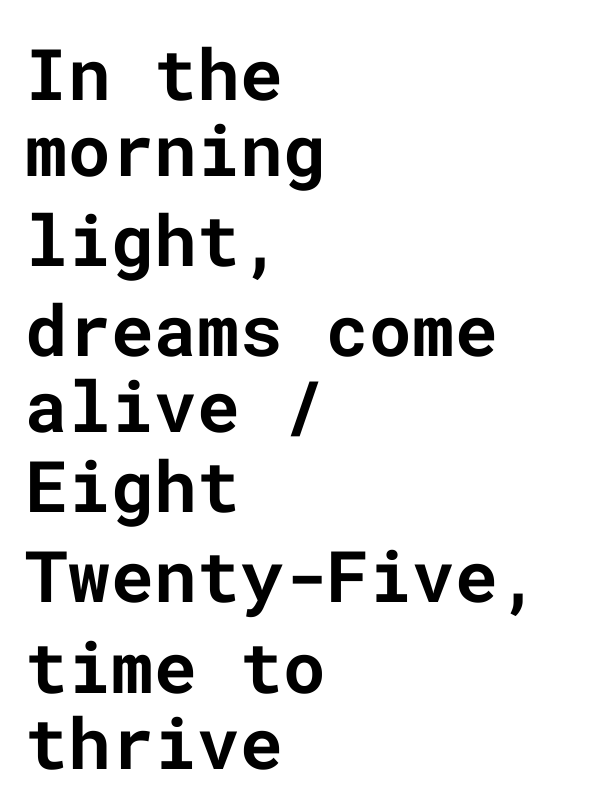 In the
morning
light,
dreams come
alive /
Eight
Twenty-Five,
time to
thrive